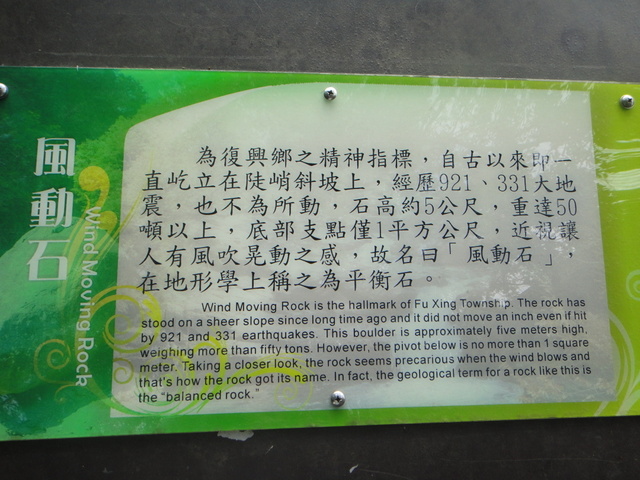 風動石
Wind Moving Rock
為復興鄉之精神指標，自古以來即一
直屹立在陡峭斜坡上，經歷921、331大地
震，也不為所動，石高約5公尺，重達50
噸以上，底部支點僅1平方公尺，近視讓
人有風吹晃動之感，故名曰「風動石」，
在地形學上稱之為平衡石。
Wind Moving Rock is the hallmark of Fu Xing Township. The rock has
stood on a sheer slope since long time ago and it did not move an inch even if hit
by 921 and 331 earthquakes. This boulder is approximately five meters high,
weighing more than fifty tons. However, the pivot below is no more than 1 square
meter. Taking a closer look, the rock seems precarious when the wind blows and
that's how the rock got its name. In fact, the geological term for a rock like this is
the "balanced rock."